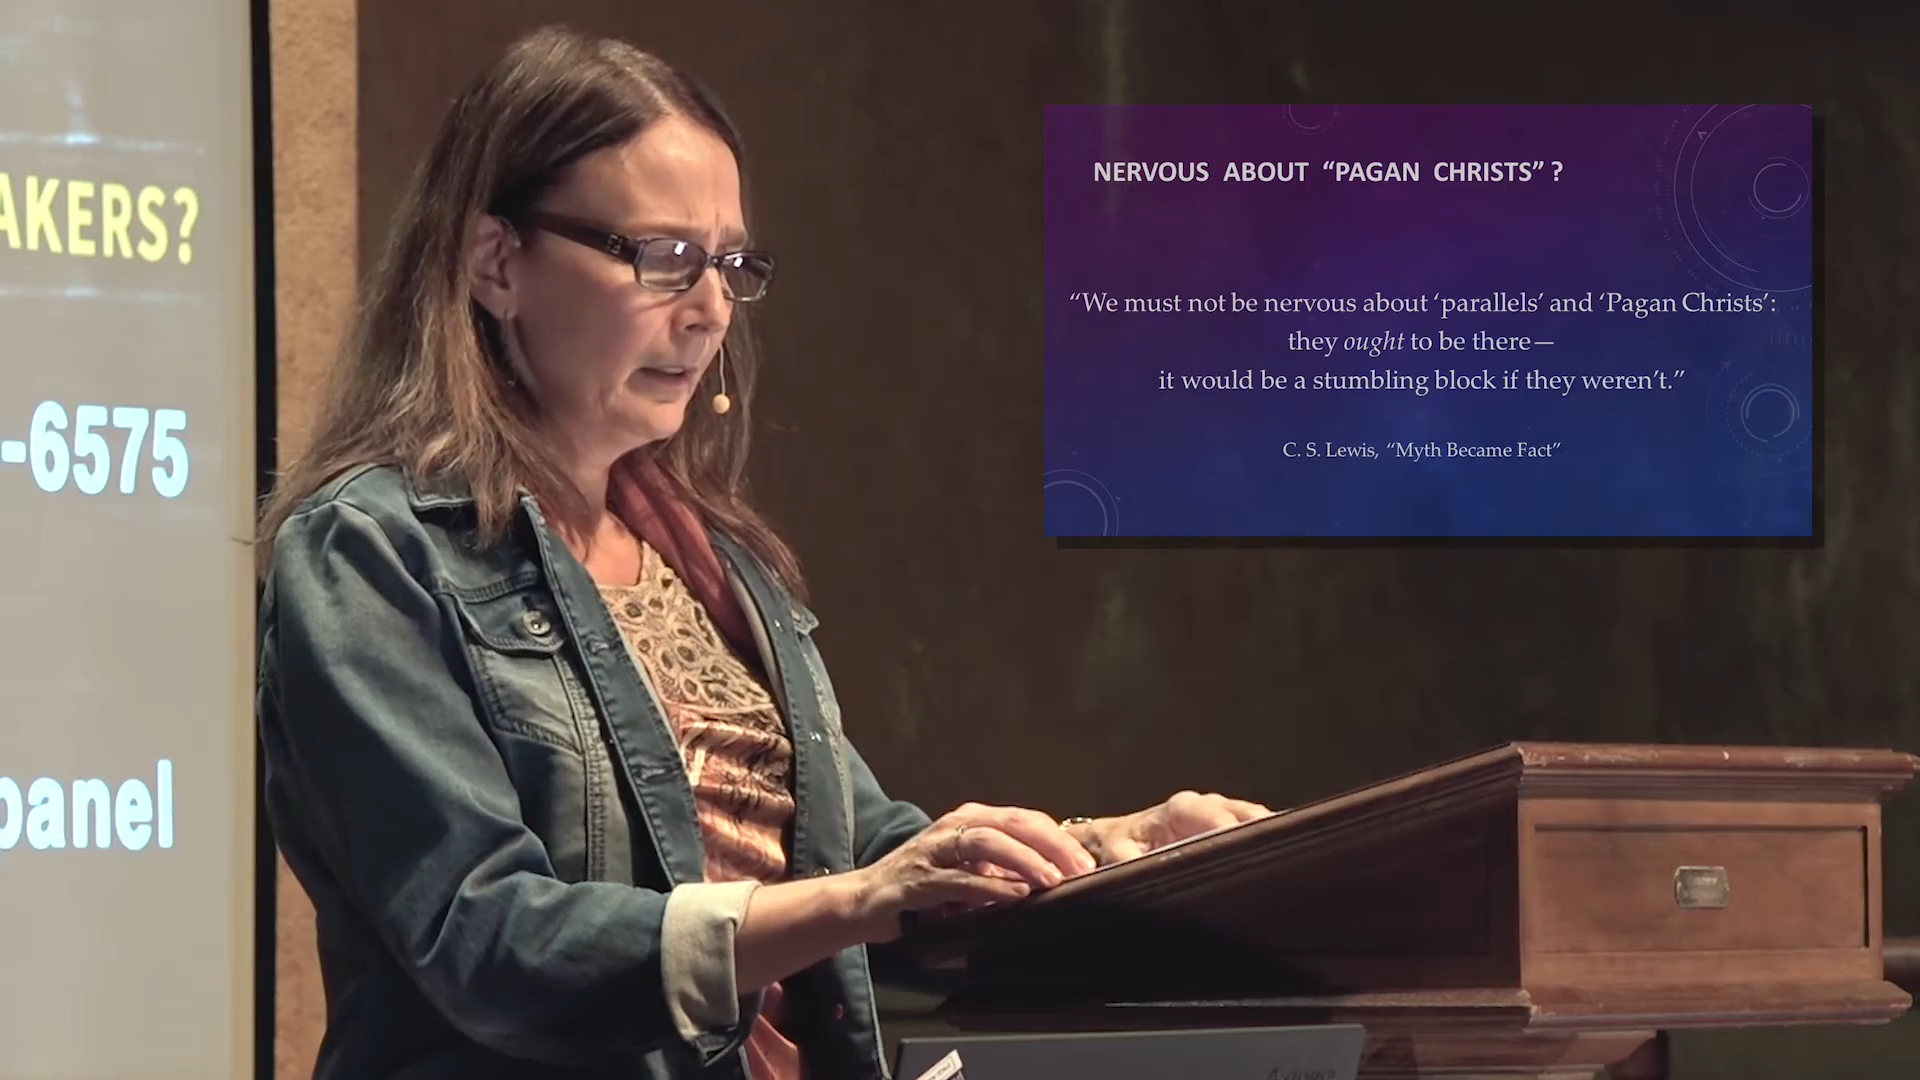 AKERS?
-6575
panel
NERVOUS ABOUT “PAGAN CHRISTS” ?
“We must not be nervous about ‘parallels’ and ‘Pagan Christs’:
they ought to be there—
it would be a stumbling block if they weren’t.”
C. S. Lewis, “Myth Became Fact”